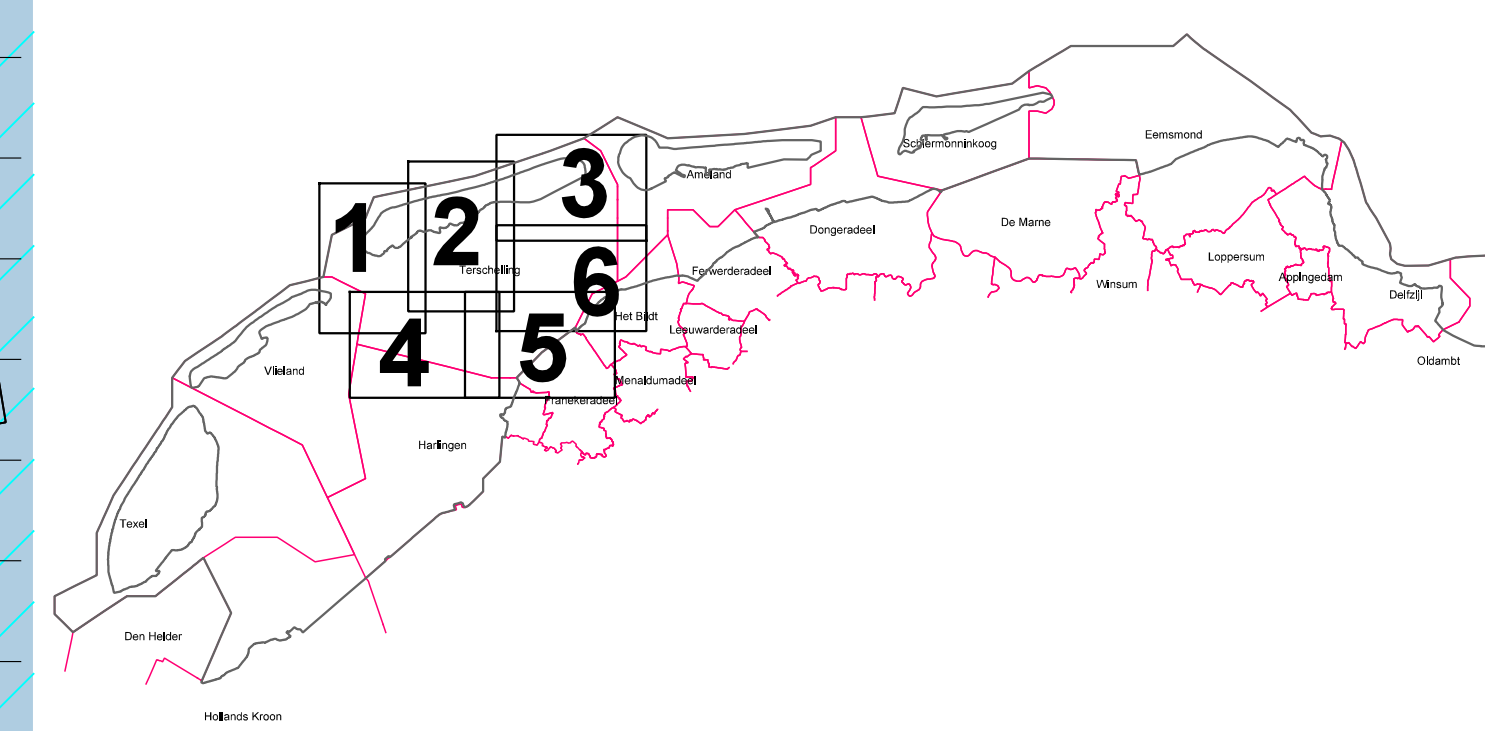 Eemsmond
Schiermonnikoog
3
Ameland
1
2
De Marne
Dongeradeel
Loppersum
Terschelling
6
Ferwerderadeel
Appingedam
Winsum
Delfzijl
Het Bildt
Leeuwarderadeel
4
5
Oldambt
Vlieland
Menaldumadeel
Franekeradeel
Harlingen
Texel
Den Helder
Hollands Kroon